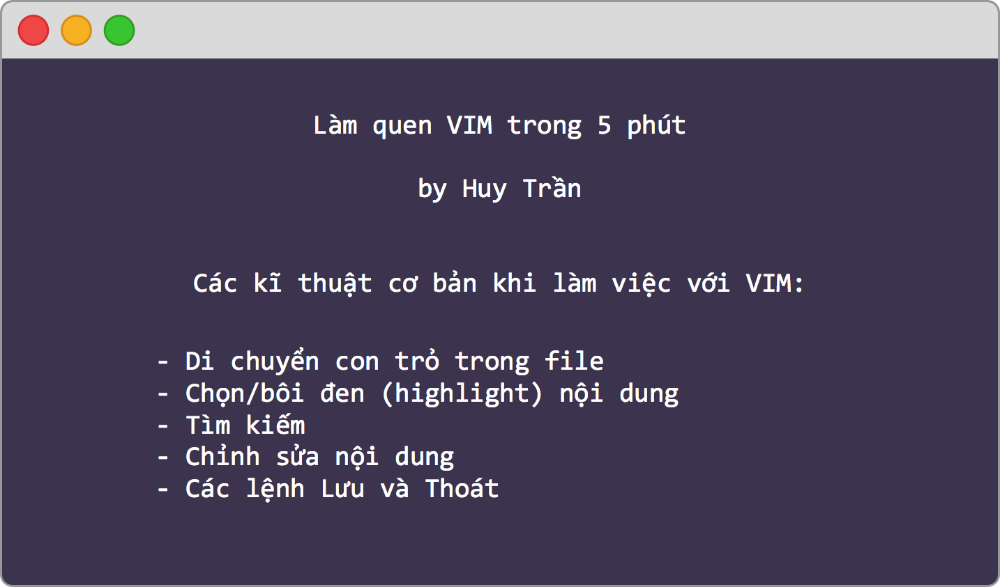 Làm quen VIM trong 5 phút
by Huy Trần
Các kĩ thuật cơ bản khi làm việc với VIM:
- Di chuyển con trỏ trong file
- Chọn/bôi đen (highlight) nội dung
- Tìm kiếm
- Chỉnh sửa nội dung
- Các lệnh Lưu và Thoát